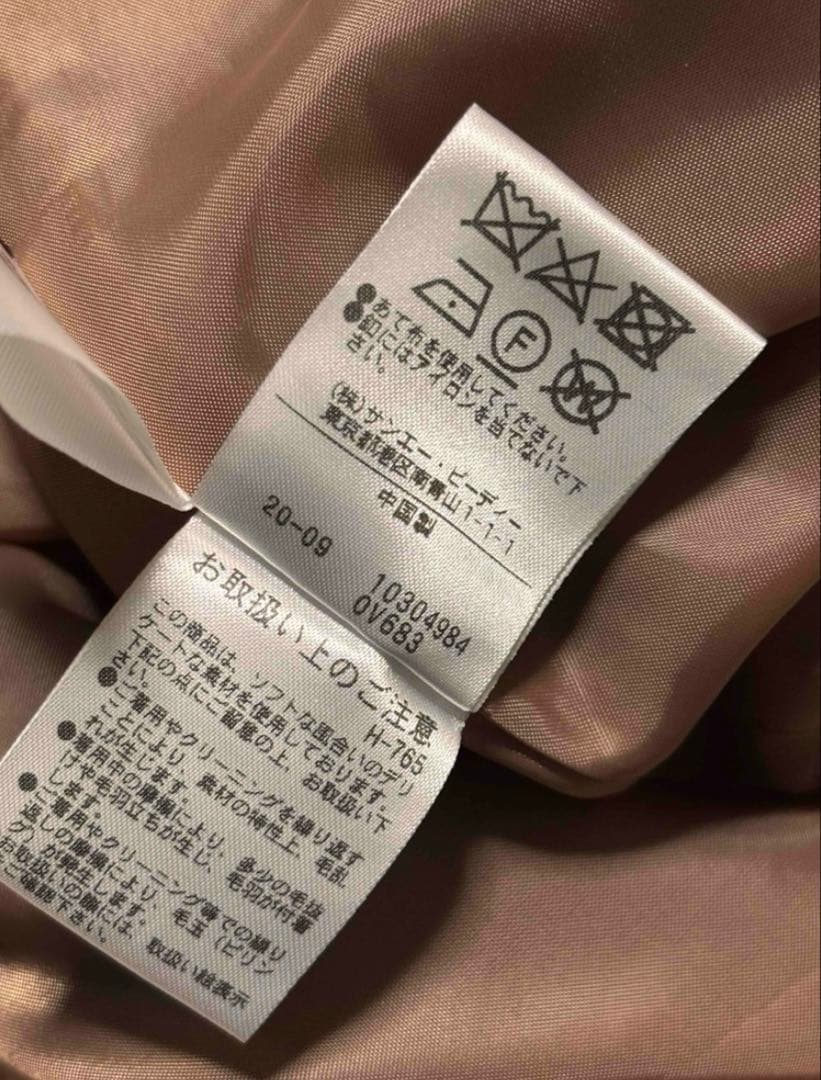 F
W
●あて布を使用してください。
●釦にはアイロンを当てないで下
さい。
(株)サンエー・ビーディー
東京都港区南青山1-1-1
中国製
20-09
10304984
0V683
お取扱い上のご注意
H-765
この商品は、ソフトな風合いのデリ
ケートな素材を使用しております。
下記の点にご留意の上、お取扱い下
さい。
●ご着用やクリーニングを繰り返す
ことにより、素材の特性上、毛乱
れが生じます。
●着用中の摩擦により、多少の毛抜
けや毛羽立ちが生じ、毛羽が付着
します。
●ご着用やクリーニング等での繰り
返しの摩擦により、毛玉(ピリン
グ)が発生します。
お取扱いの際には、取扱い絵表示
をご確認下さい。